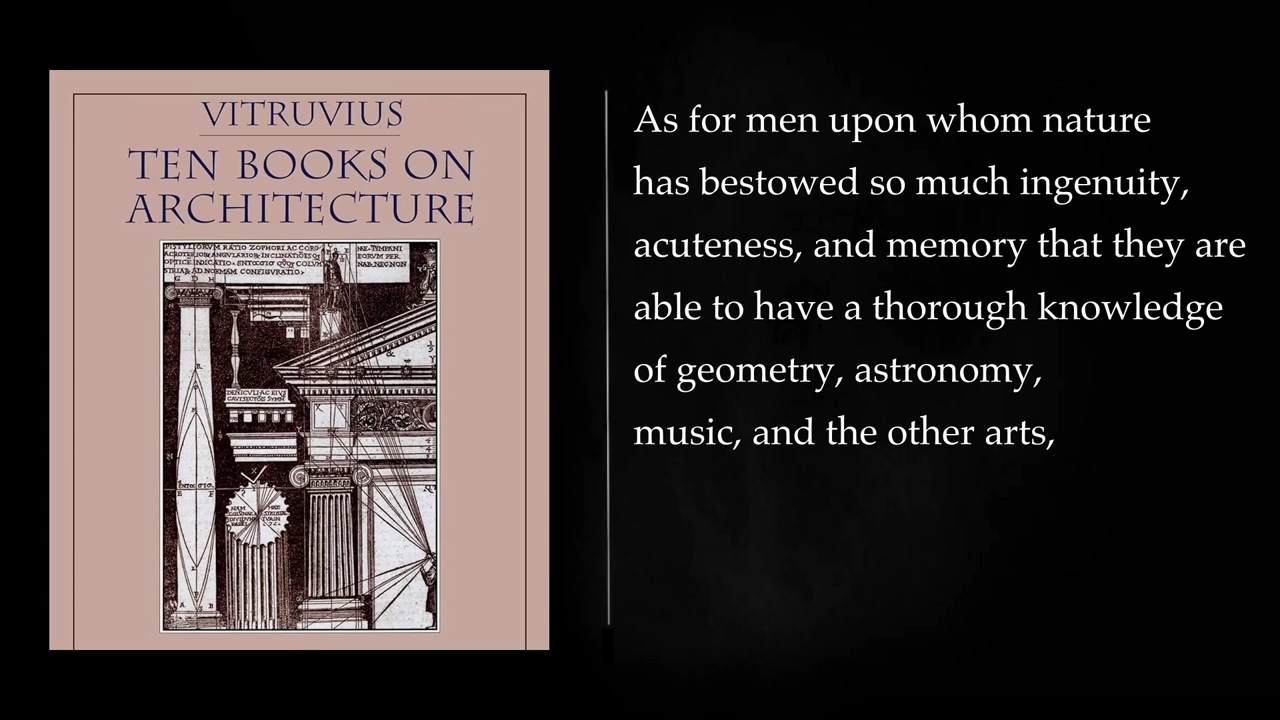 VITRUVIUS
TEN BOOKS ON
ARCHITECTURE
As for men upon whom nature
has bestowed so much ingenuity,
acuteness, and memory that they are
able to have a thorough knowledge
of geometry, astronomy,
music, and the other arts,